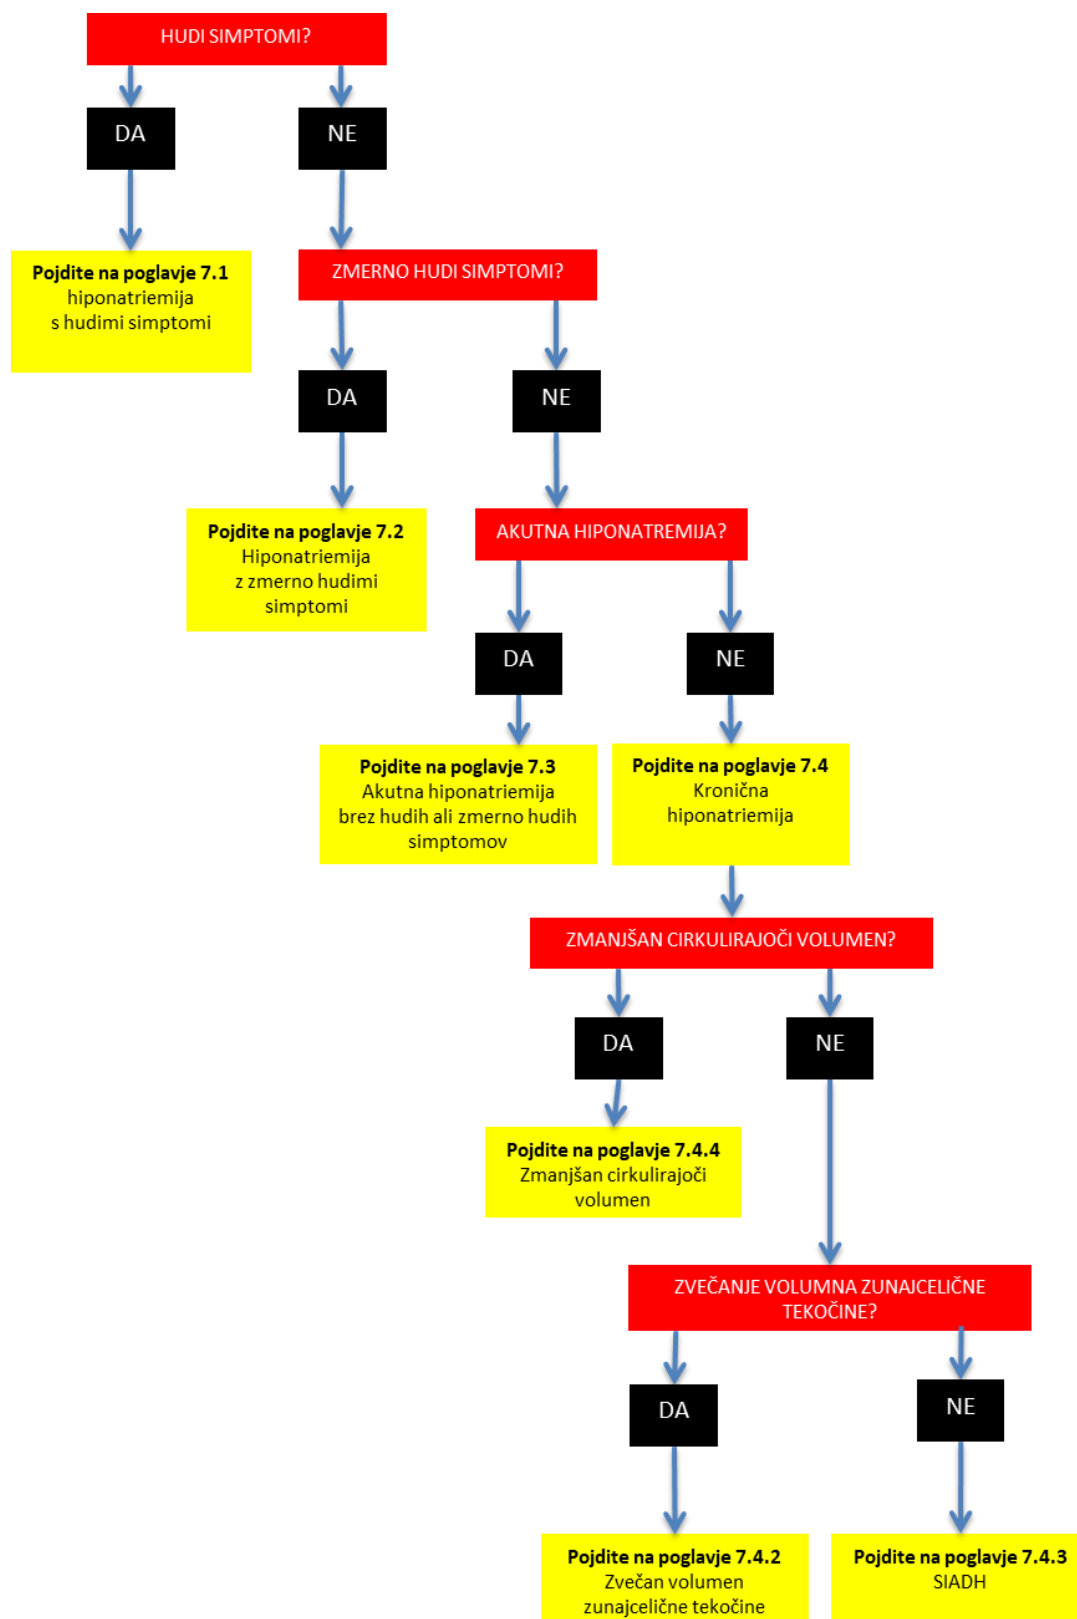 HUDI SIMPTOMI?
DA
NE
Pojdite na poglavje 7.1
hiponatriemija
s hudimi simptomi
ZMERNO HUDI SIMPTOMI?
DA
NE
Pojdite na poglavje 7.2
Hiponatriemija
z zmerno hudimi
simptomi
AKUTNA HIPONATREMIJA?
DA
NE
Pojdite na poglavje 7.3
Akutna hiponatriemija
brez hudih ali zmerno hudih
simptomov
Pojdite na poglavje 7.4
Kronična
hiponatriemija
ZMANJŠAN CIRKULIRAJOČI VOLUMEN?
DA
NE
Pojdite na poglavje 7.4.4
Zmanjšan cirkulirajoči
volumen
ZVEČANJE VOLUMNA ZUNAJCELIČNE
TEKOČINE?
DA
NE
Pojdite na poglavje 7.4.2
Zvečan volumen
zunajcelične tekočine
Pojdite na poglavje 7.4.3
SIADH